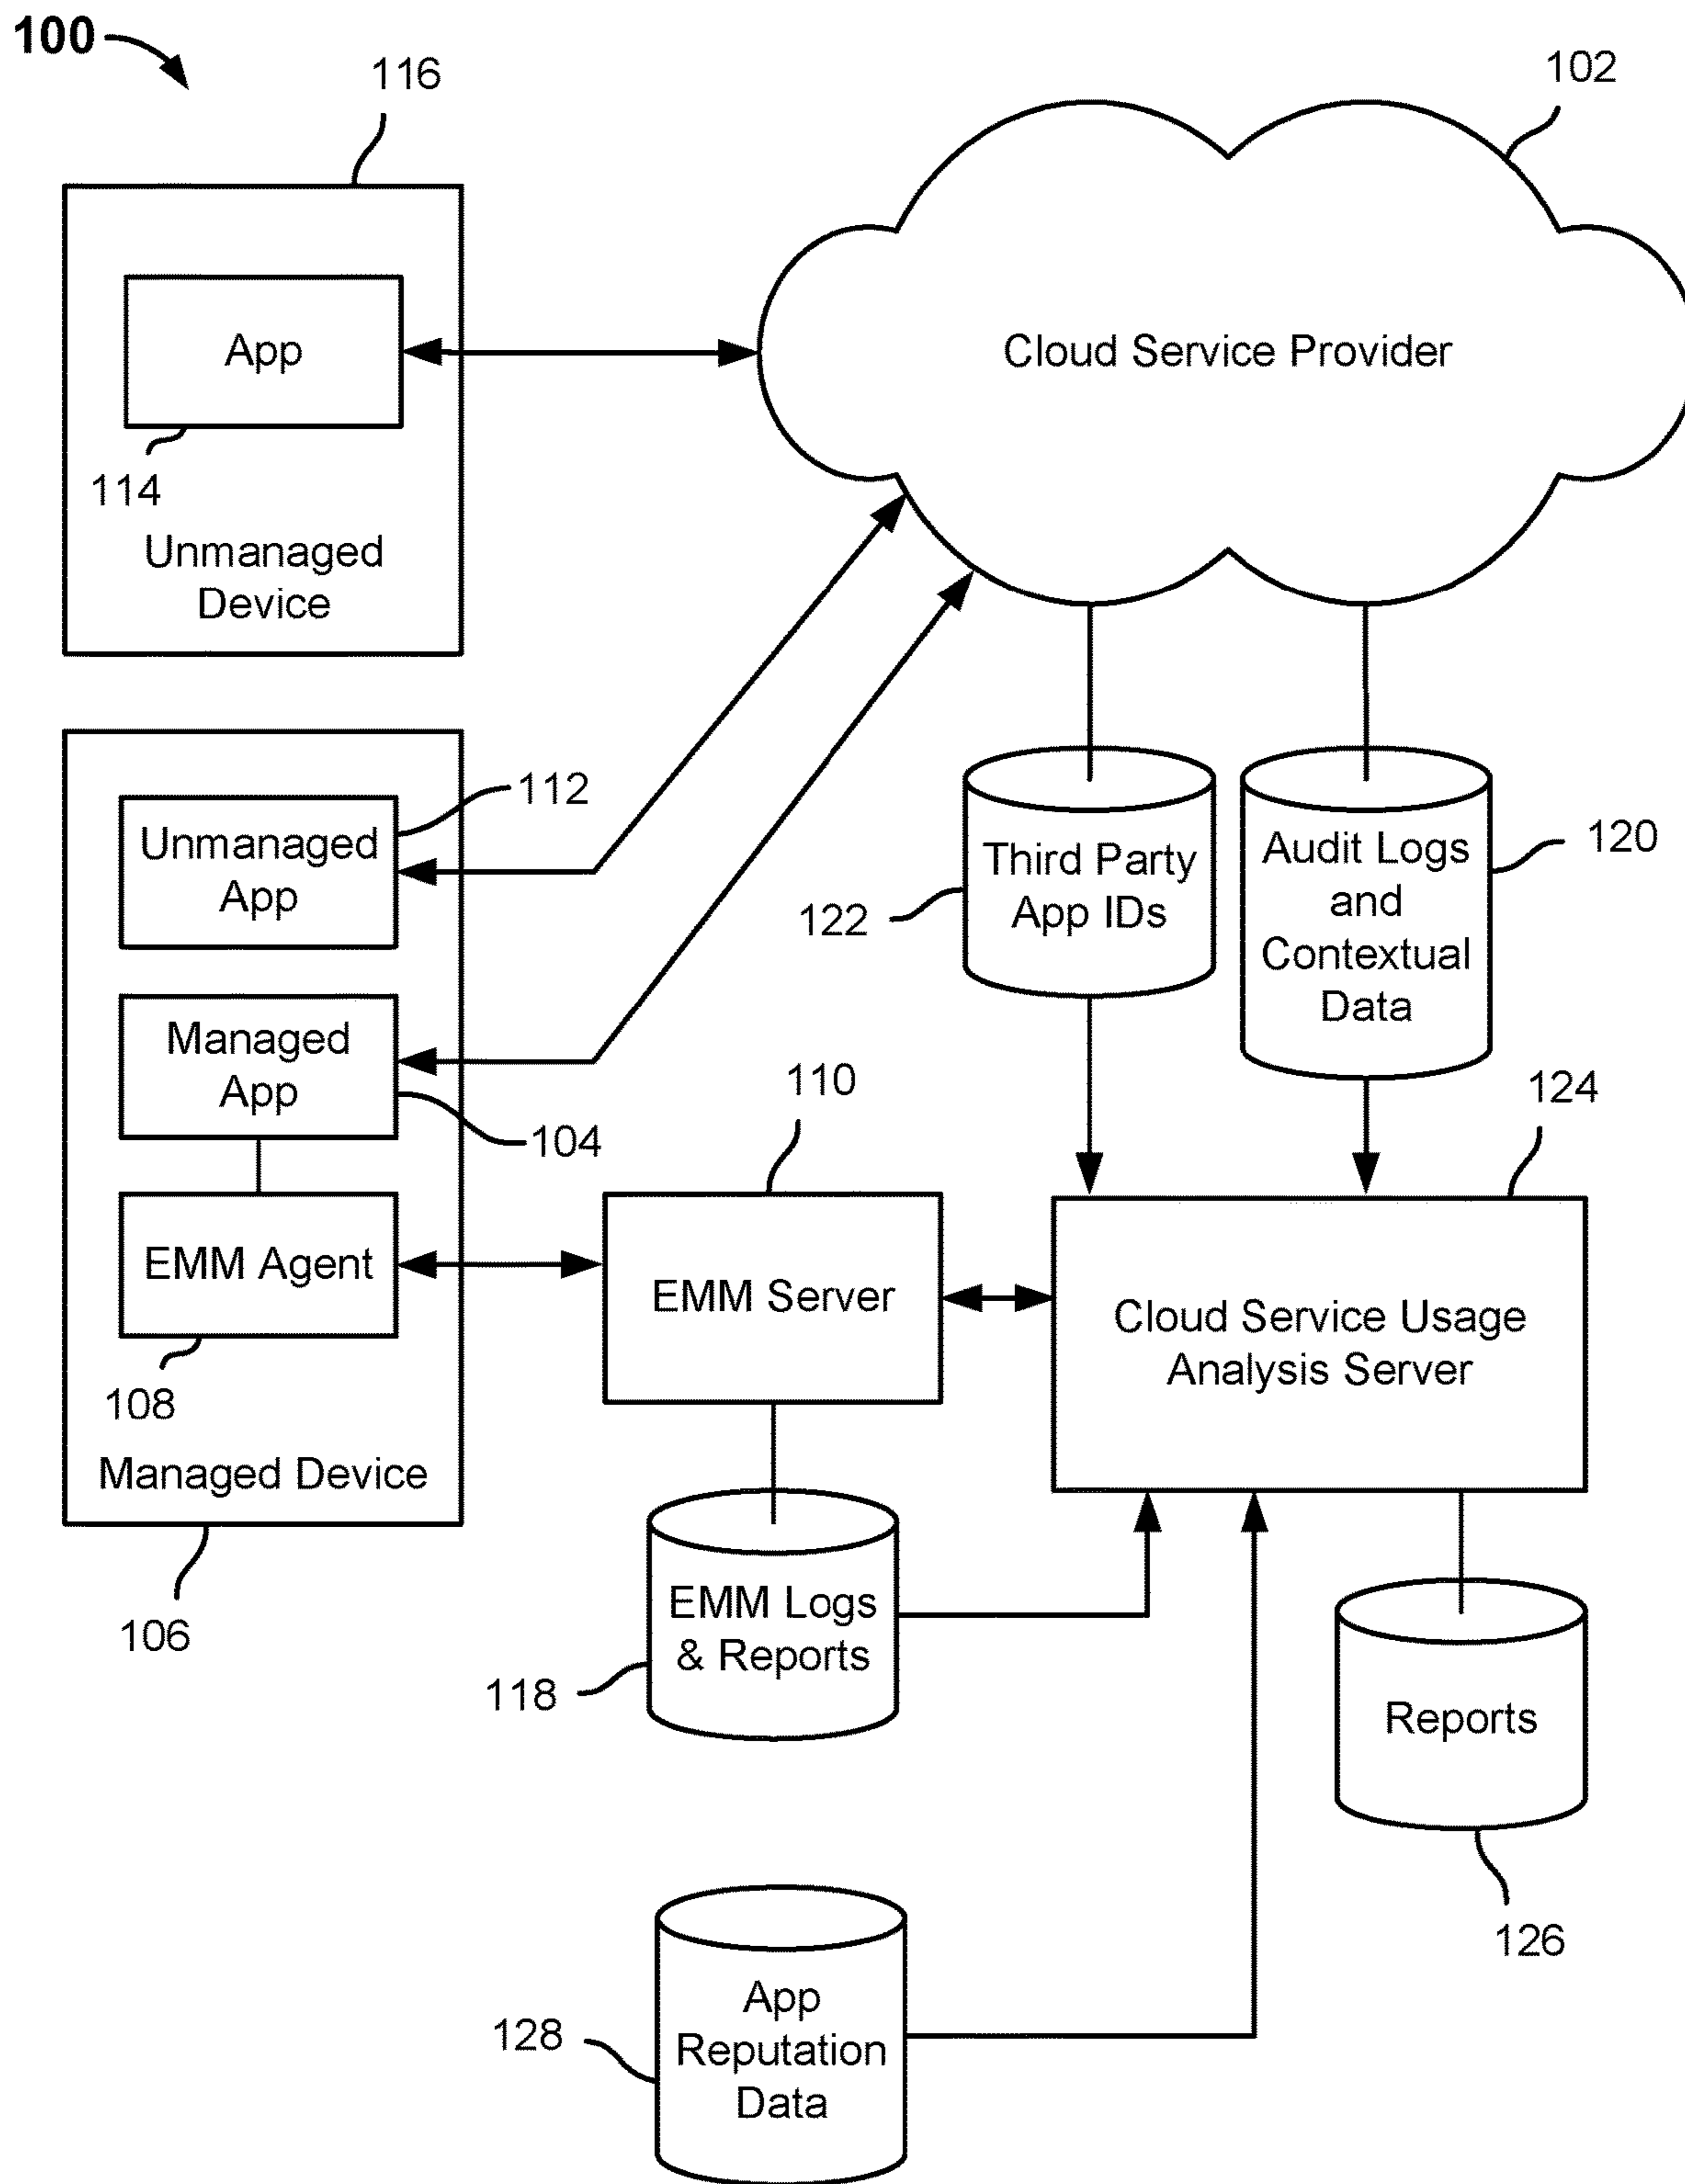 100
116
102
App
Cloud Service Provider
114
Unmanaged
Device
112
Unmanaged
App
Third Party
App IDs
122
Audit Logs
and
Contextual
Data
120
Managed
App
104
110
124
EMM Agent
EMM Server
Cloud Service Usage
Analysis Server
108
Managed Device
106
EMM Logs
& Reports
118
Reports
126
App
Reputation
Data
128